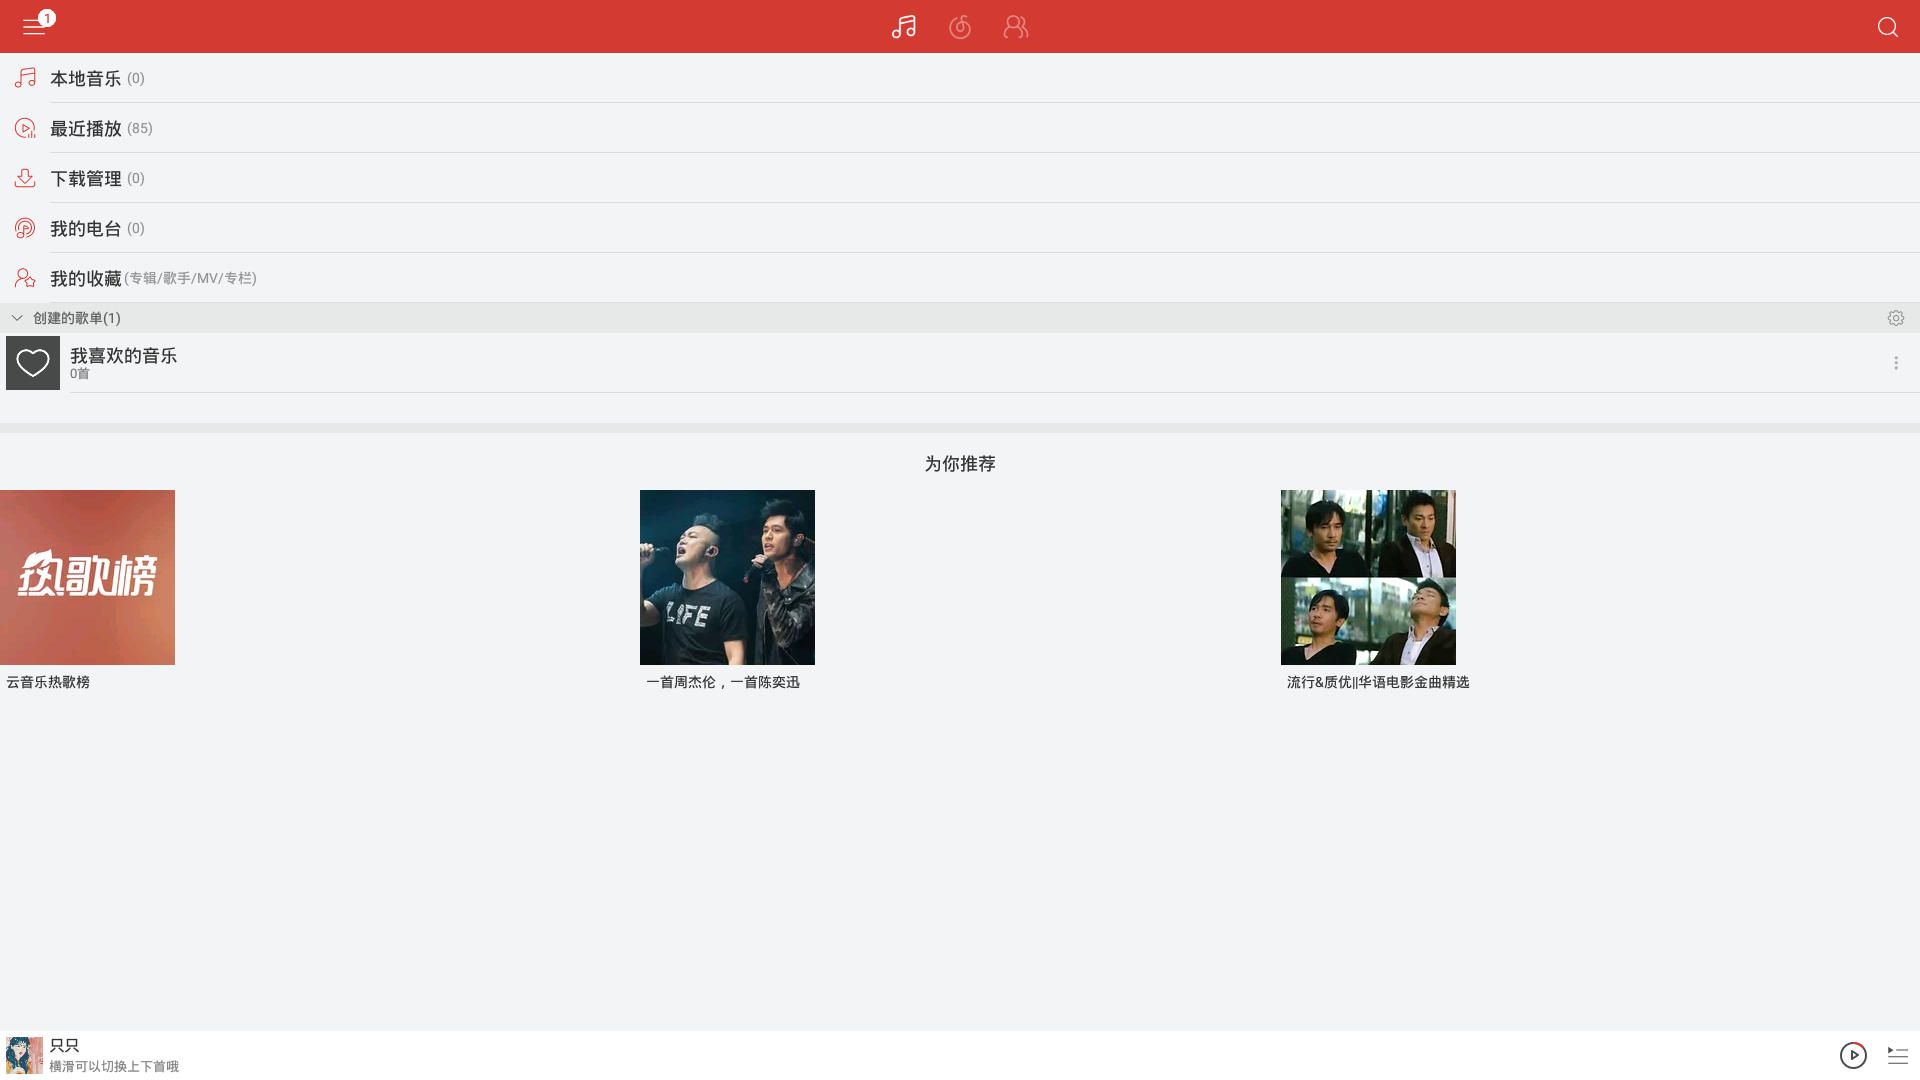 1
本地音乐 (0)
最近播放 (85)
下载管理 (0)
我的电台 (0)
我的收藏(专辑/歌手/MV/专栏)
创建的歌单(1)
我喜欢的音乐
0首
为你推荐
热歌榜
LIFE
云音乐热歌榜
一首周杰伦，一首陈奕迅
流行&质优||华语电影金曲精选
只只
横滑可以切换上下首哦